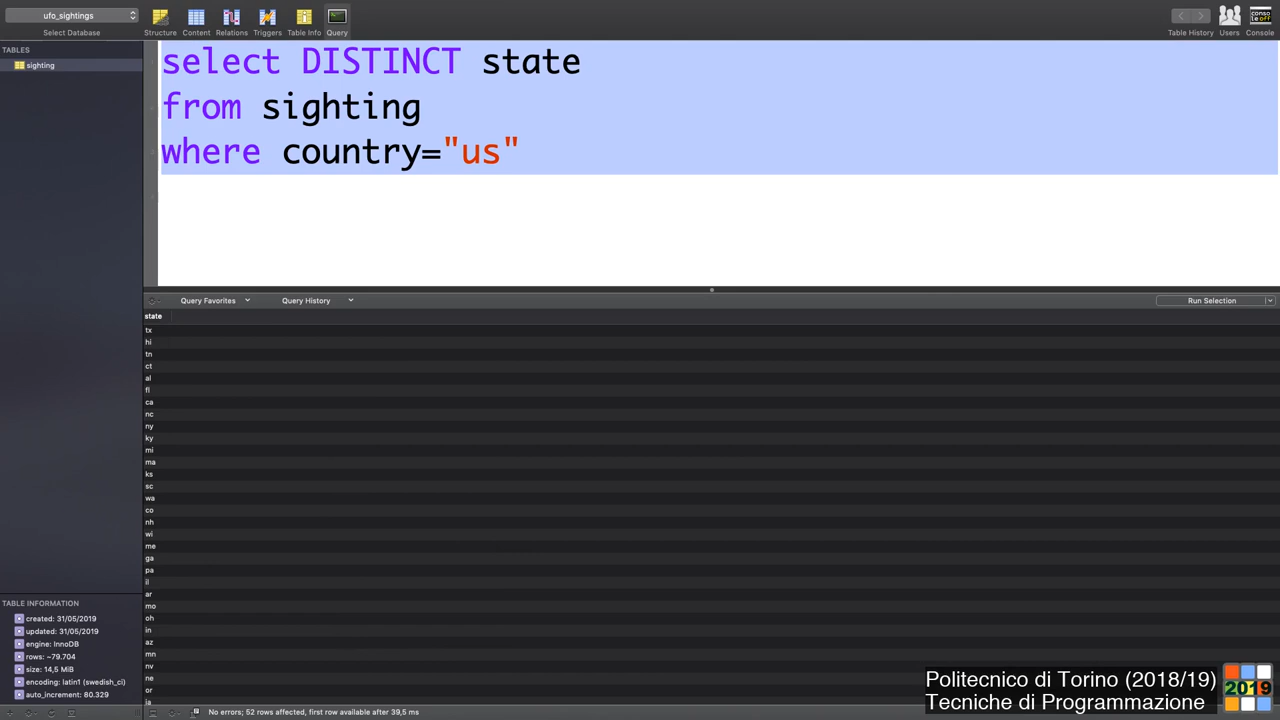 ufo_sightings
Select Database
Structure
Content
Relations
Triggers
Table Info
Query
Table History
Users
Console
conso
le off
TABLES
sighting
select DISTINCT state
from sighting
where country="us"
Query Favorites
Query History
Run Selection
state
tx
hi
tn
ct
al
fl
ca
nc
ny
ky
mi
ma
ks
sc
wa
co
nh
wi
me
ga
pa
il
ar
mo
oh
in
az
mn
nv
ne
or
ia
TABLE INFORMATION
created: 31/05/2019
updated: 31/05/2019
engine: InnoDB
rows: ~79.704
size: 14,5 MiB
encoding: latin1 (swedish_ci)
auto_increment: 80.329
No errors; 52 rows affected, first row available after 39,5 ms
Politecnico di Torino (2018/19)
Tecniche di Programmazione
2019